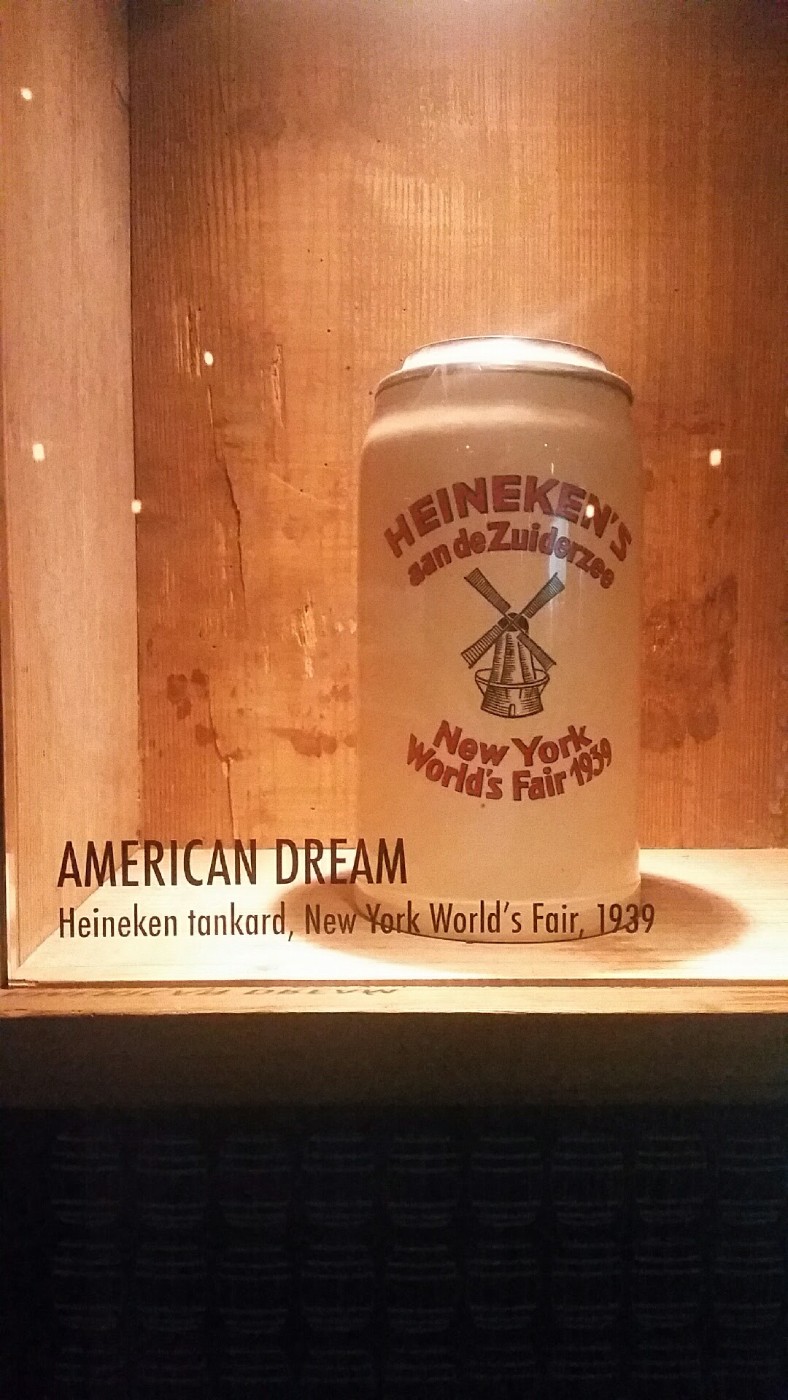 HEINEKEN'S
aan de Zuiderzee
New York
World's Fair 1939
AMERICAN DREAM
Heineken tankard, New York World's Fair, 1939